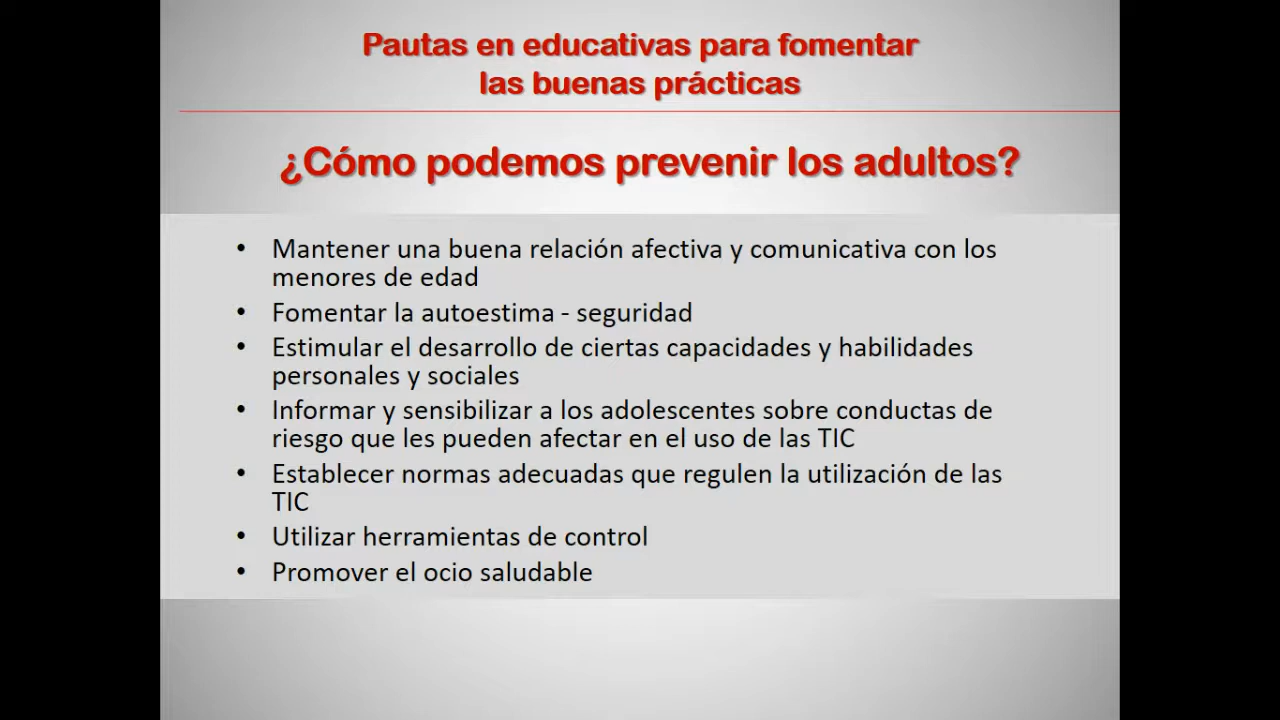 Pautas en educativas para fomentar
las buenas prácticas
¿Cómo podemos prevenir los adultos?
• Mantener una buena relación afectiva y comunicativa con los
menores de edad
• Fomentar la autoestima - seguridad
• Estimular el desarrollo de ciertas capacidades y habilidades
personales y sociales
• Informar y sensibilizar a los adolescentes sobre conductas de
riesgo que les pueden afectar en el uso de las TIC
• Establecer normas adecuadas que regulen la utilización de las
TIC
• Utilizar herramientas de control
• Promover el ocio saludable